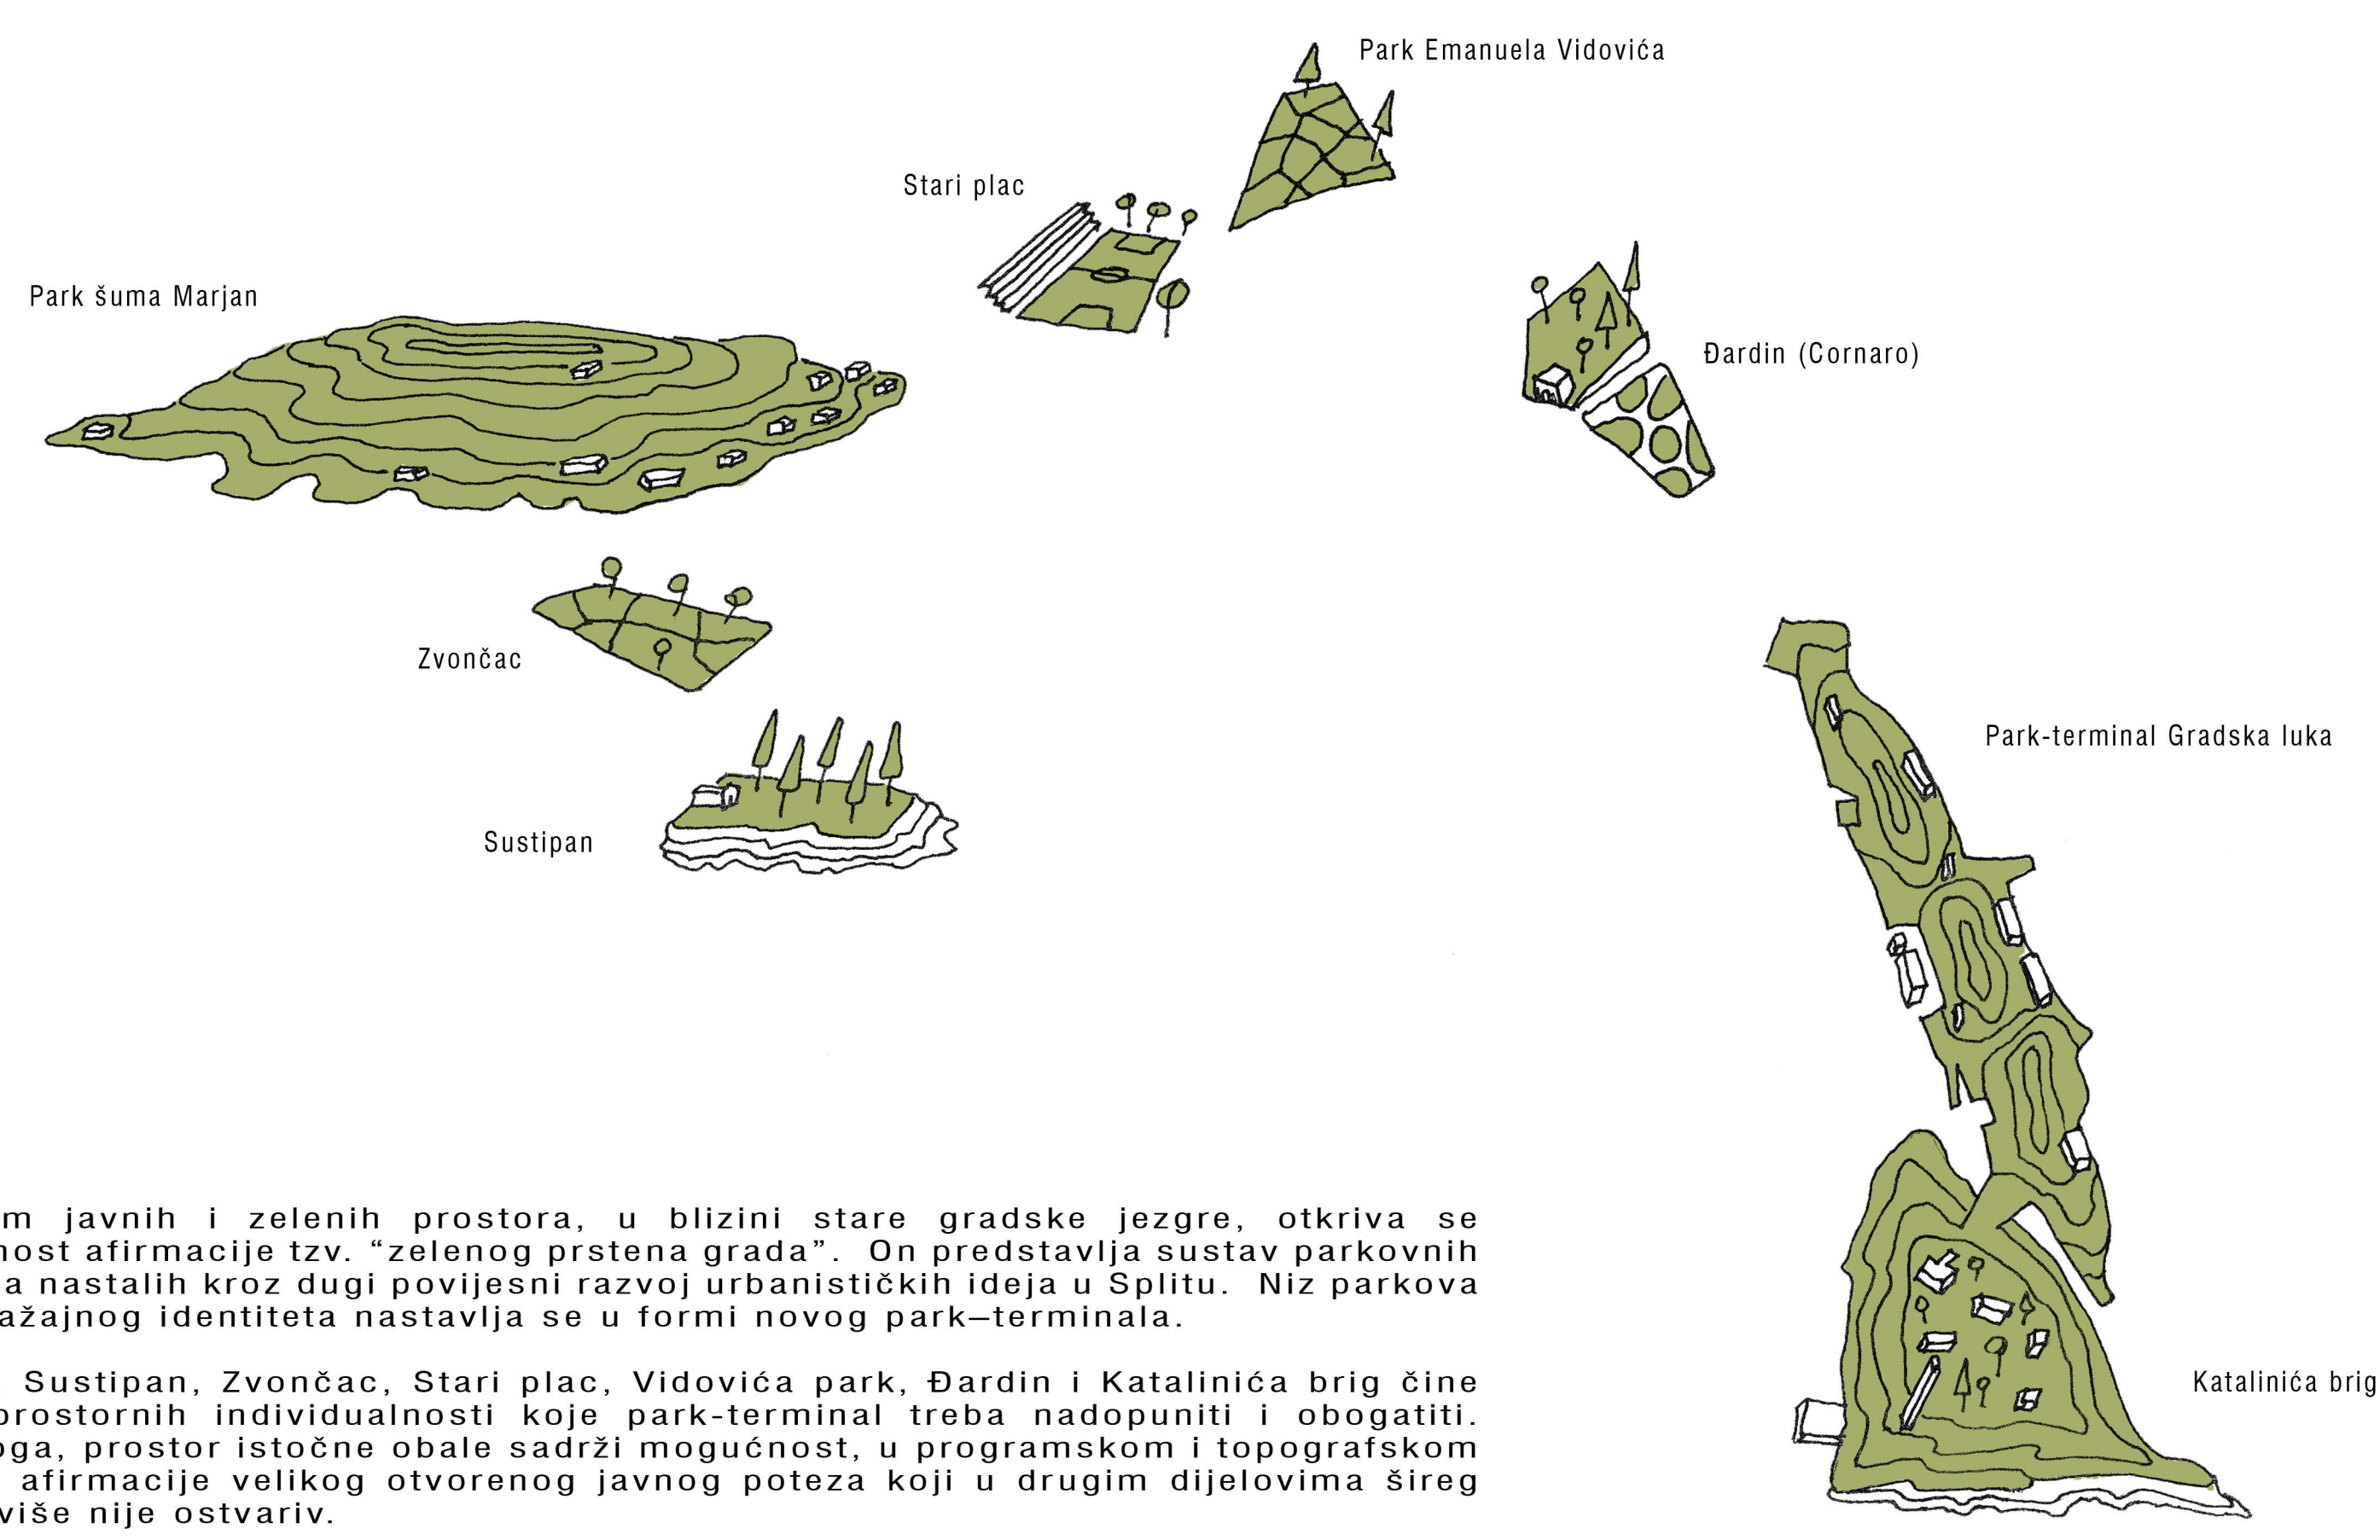 Park Emanuela Vidovića
Stari plac
Park šuma Marjan
Đardin (Cornaro)
Zvončac
Park-terminal Gradska luka
Sustipan
m javnih i zelenih prostora, u blizini stare gradske jezgre, otkriva se
nost afirmacije tzv. “zelenog prstena grada”. On predstavlja sustav parkovnih
a nastalih kroz dugi povijesni razvoj urbanističkih ideja u Splitu. Niz parkova
ažajnog identiteta nastavlja se u formi novog park–terminala.
Sustipan, Zvončac, Stari plac, Vidovića park, Đardin i Katalinića brig čine
prostornih individualnosti koje park-terminal treba nadopuniti i obogatiti.
oga, prostor istočne obale sadrži mogućnost, u programskom i topografskom
afirmacije velikog otvorenog javnog poteza koji u drugim dijelovima šireg
više nije ostvariv.
Katalinića brig